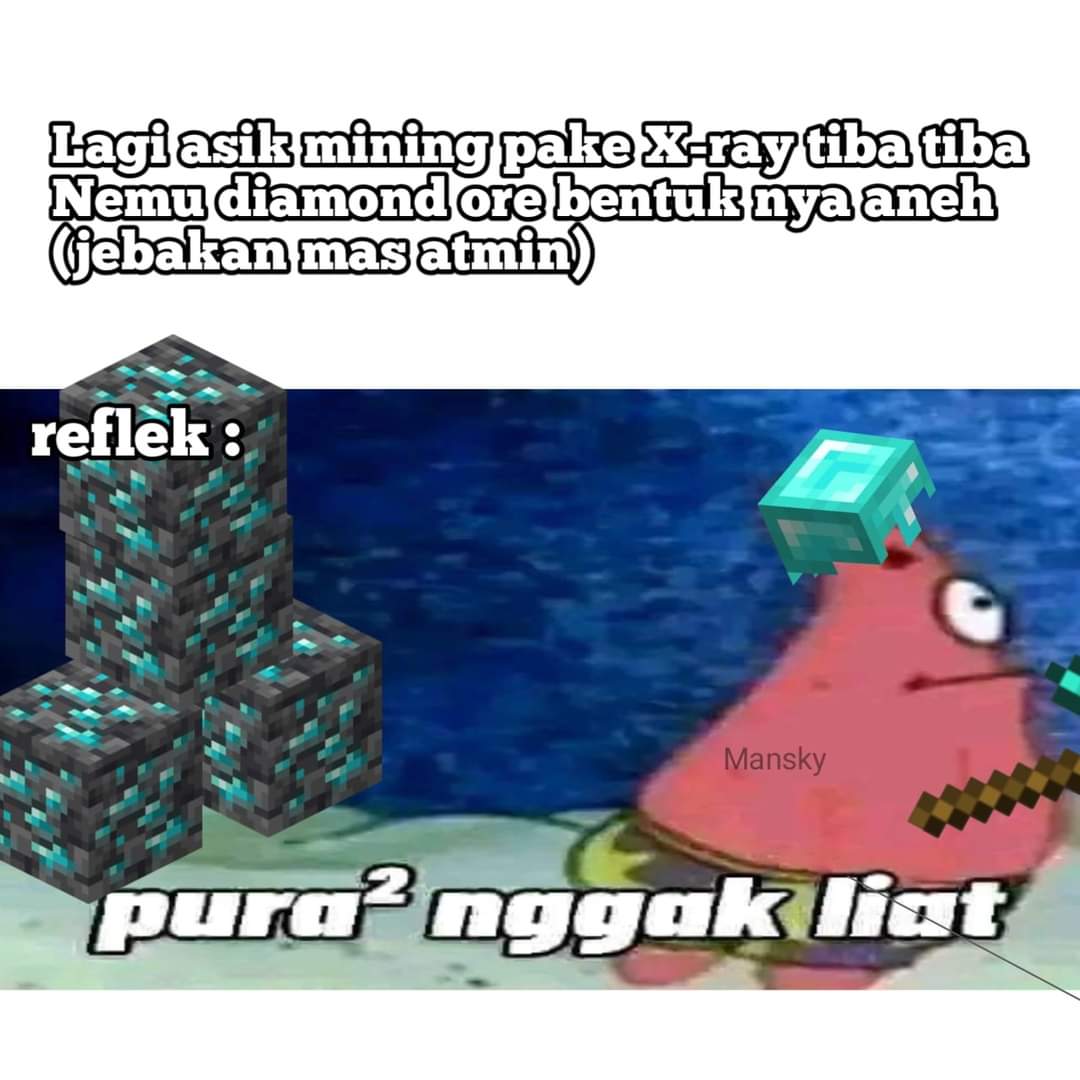 Lagi asik mining pake X-ray tiba tiba
Nemu diamond ore bentuk nya aneh
(jebakan mas atmin)
reflek :
Mansky
pura² nggak liat